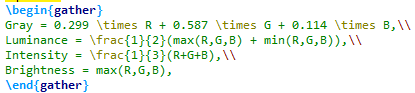 \begin{gather}
Gray = 0.299 \times R + 0.587 \times G + 0.114 \times B,\\
Luminance = \frac{1}{2}(max(R,G,B) + min(R,G,B)),\\
Intensity = \frac{1}{3}(R+G+B),\\
Brightness = max(R,G,B),
\end{gather}